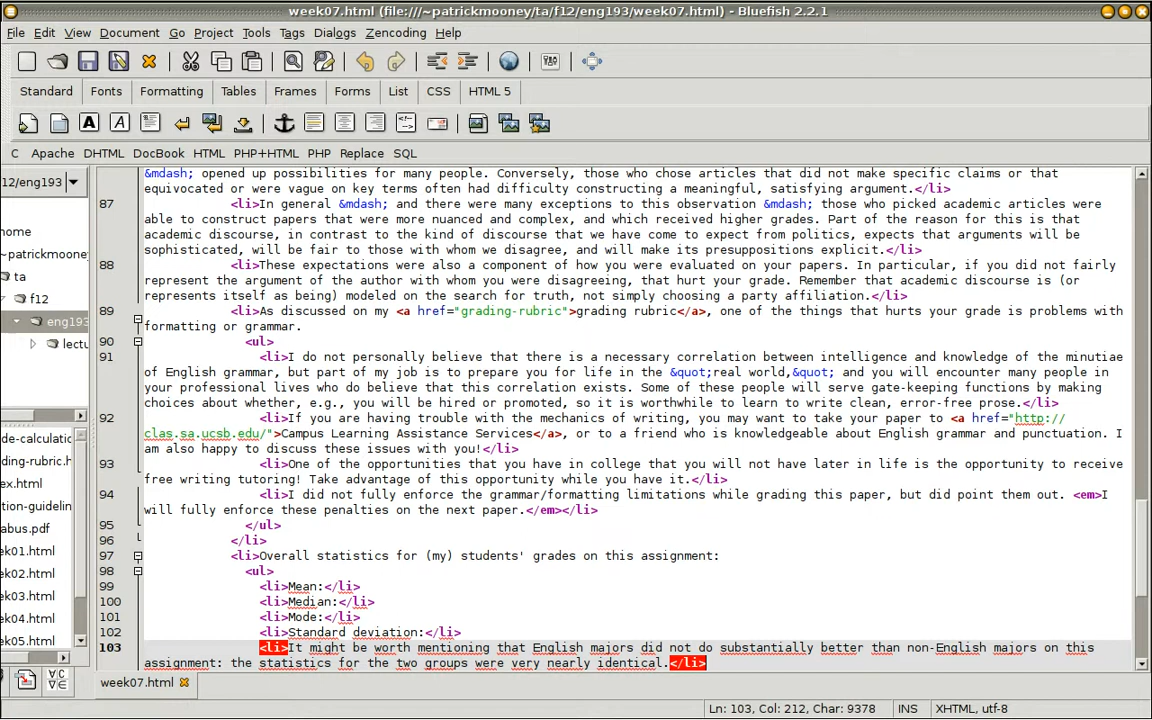 week07.html (file:///~patrickmooney/ta/f12/eng193/week07.html) - Bluefish 2.2.1
File Edit View Document Go Project Tools Tags Dialogs Zencoding Help
Standard Fonts Formatting Tables Frames Forms List CSS HTML 5
C Apache DHTML DocBook HTML PHP+HTML PHP Replace SQL
12/eng193
ome
~patrickmooney
ta
f12
eng193
lectu
de-calculatic
ding-rubric.h
ex.html
tion-guidelin
abus.pdf
ek01.html
ek02.html
ek03.html
ek04.html
ek05.html
&mdash; opened up possibilities for many people. Conversely, those who chose articles that did not make specific claims or that
equivocated or were vague on key terms often had difficulty constructing a meaningful, satisfying argument.</li>
87 <li>In general &mdash; and there were many exceptions to this observation &mdash; those who picked academic articles were
able to construct papers that were more nuanced and complex, and which received higher grades. Part of the reason for this is that
academic discourse, in contrast to the kind of discourse that we have come to expect from politics, expects that arguments will be
sophisticated, will be fair to those with whom we disagree, and will make its presuppositions explicit.</li>
88 <li>These expectations were also a component of how you were evaluated on your papers. In particular, if you did not fairly
represent the argument of the author with whom you were disagreeing, that hurt your grade. Remember that academic discourse is (or
represents itself as being) modeled on the search for truth, not simply choosing a party affiliation.</li>
89 <li>As discussed on my <a href="grading-rubric">grading rubric</a>, one of the things that hurts your grade is problems with
formatting or grammar.
90 <ul>
91 <li>I do not personally believe that there is a necessary correlation between intelligence and knowledge of the minutiae
of English grammar, but part of my job is to prepare you for life in the &quot;real world,&quot; and you will encounter many people in
your professional lives who do believe that this correlation exists. Some of these people will serve gate-keeping functions by making
choices about whether, e.g., you will be hired or promoted, so it is worthwhile to learn to write clean, error-free prose.</li>
92 <li>If you are having trouble with the mechanics of writing, you may want to take your paper to <a href="http://
clas.sa.ucsb.edu/">Campus Learning Assistance Services</a>, or to a friend who is knowledgeable about English grammar and punctuation. I
am also happy to discuss these issues with you!</li>
93 <li>One of the opportunities that you have in college that you will not have later in life is the opportunity to receive
free writing tutoring! Take advantage of this opportunity while you have it.</li>
94 <li>I did not fully enforce the grammar/formatting limitations while grading this paper, but did point them out. <em>I
will fully enforce these penalties on the next paper.</em></li>
95 </ul>
96 </li>
97 <li>Overall statistics for (my) students' grades on this assignment:
98 <ul>
99 <li>Mean:</li>
100 <li>Median:</li>
101 <li>Mode:</li>
102 <li>Standard deviation:</li>
103 <li>It might be worth mentioning that English majors did not do substantially better than non-English majors on this
assignment: the statistics for the two groups were very nearly identical.</li>
week07.html
Ln: 103, Col: 212, Char: 9378 INS XHTML, utf-8